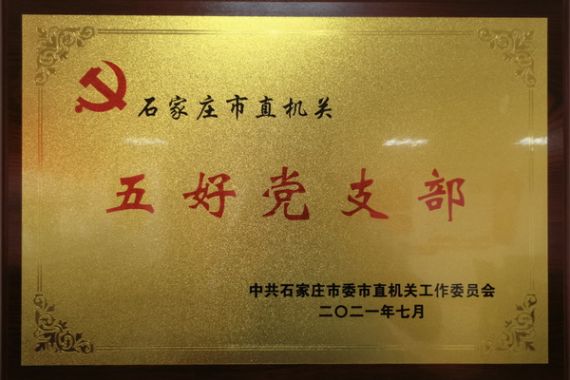 石家庄市直机关
五好党支部
中共石家庄市委市直机关工作委员会
二〇二一年七月